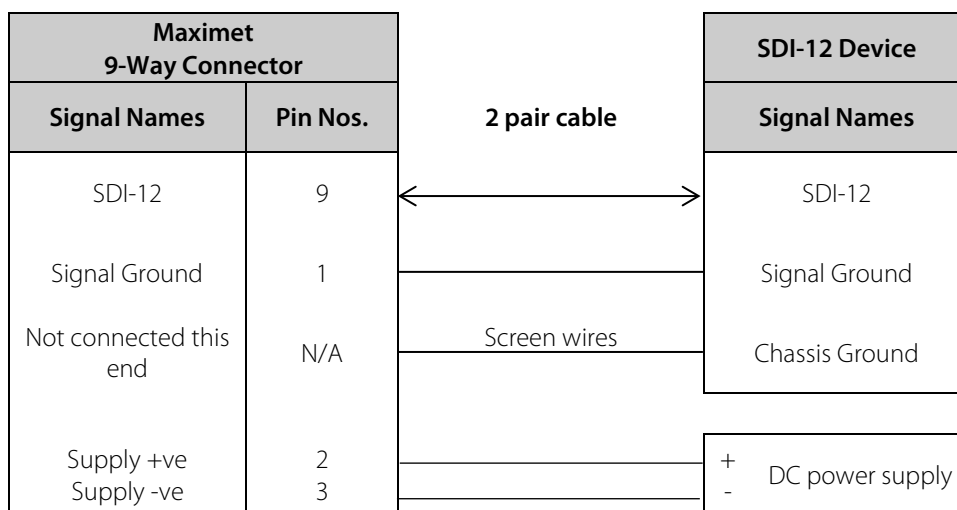 Maximet
9-Way Connector
SDI-12 Device
Signal Names Pin Nos. 2 pair cable Signal Names
SDI-12 9 SDI-12
Signal Ground 1 Signal Ground
Not connected this
end
N/A Screen wires Chassis Ground
Supply +ve 2 + DC power supply
Supply -ve 3 -